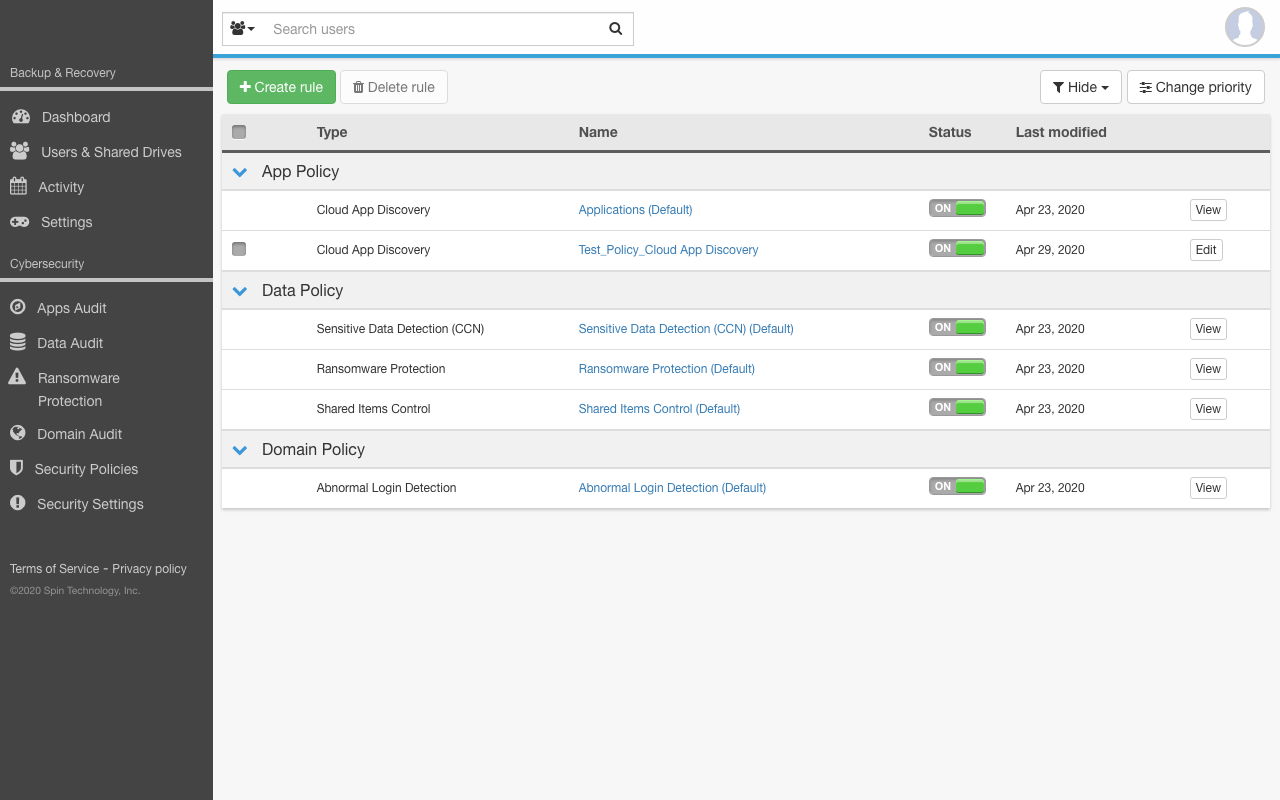 Search users
Backup & Recovery
Dashboard
Users & Shared Drives
Activity
Settings
Cybersecurity
Apps Audit
Data Audit
Ransomware
Protection
Domain Audit
Security Policies
Security Settings
Terms of Service - Privacy policy
©2020 Spin Technology, Inc.
Create rule Delete rule Hide Change priority
Type Name Status Last modified
App Policy
Cloud App Discovery Applications (Default) ON Apr 23, 2020 View
Cloud App Discovery Test_Policy_Cloud App Discovery ON Apr 29, 2020 Edit
Data Policy
Sensitive Data Detection (CCN) Sensitive Data Detection (CCN) (Default) ON Apr 23, 2020 View
Ransomware Protection Ransomware Protection (Default) ON Apr 23, 2020 View
Shared Items Control Shared Items Control (Default) ON Apr 23, 2020 View
Domain Policy
Abnormal Login Detection Abnormal Login Detection (Default) ON Apr 23, 2020 View